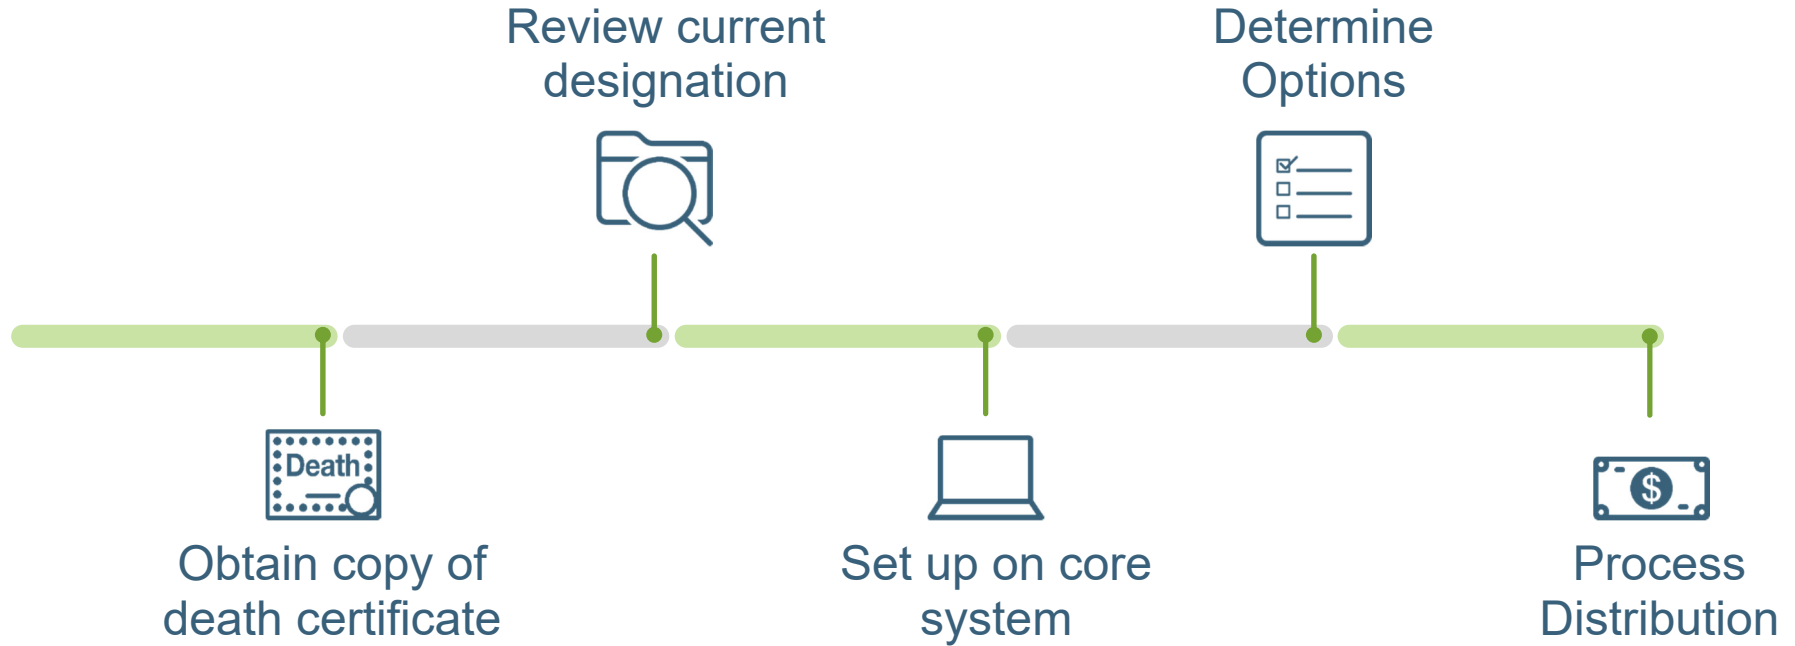 Review current
designation
Determine
Options
Death
$
Obtain copy of
death certificate
Set up on core
system
Process
Distribution